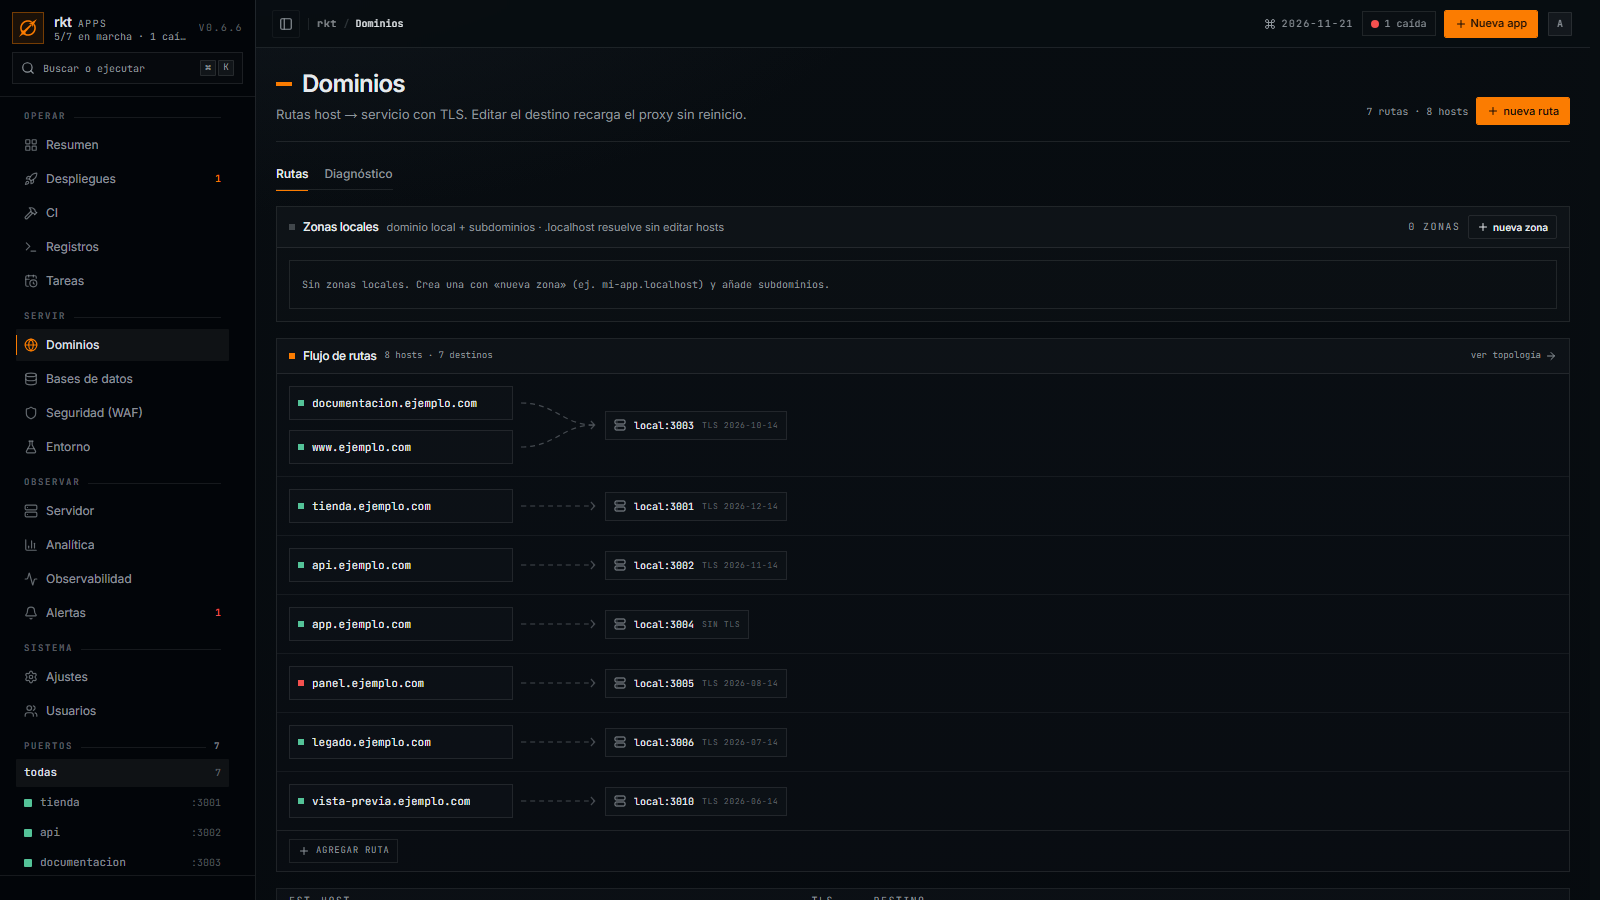 rkt APPS
5/7 en marcha · 1 caí…
V0.6.6
Buscar o ejecutar
⌘ K
OPERAR
Resumen
Despliegues 1
CI
Registros
Tareas
SERVIR
Dominios
Bases de datos
Seguridad (WAF)
Entorno
OBSERVAR
Servidor
Analítica
Observabilidad
Alertas 1
SISTEMA
Ajustes
Usuarios
PUERTOS 7
todas 7
tienda :3001
api :3002
documentacion :3003
rkt / Dominios
⌘ 2026-11-21
1 caída
+ Nueva app
A
Dominios
Rutas host → servicio con TLS. Editar el destino recarga el proxy sin reinicio.
7 rutas · 8 hosts
+ nueva ruta
Rutas Diagnóstico
Zonas locales dominio local + subdominios · .localhost resuelve sin editar hosts
0 ZONAS
+ nueva zona
Sin zonas locales. Crea una con «nueva zona» (ej. mi-app.localhost) y añade subdominios.
Flujo de rutas 8 hosts · 7 destinos
ver topología →
documentacion.ejemplo.com
www.ejemplo.com
local:3003 TLS 2026-10-14
tienda.ejemplo.com
local:3001 TLS 2026-12-14
api.ejemplo.com
local:3002 TLS 2026-11-14
app.ejemplo.com
local:3004 SIN TLS
panel.ejemplo.com
local:3005 TLS 2026-08-14
legado.ejemplo.com
local:3006 TLS 2026-07-14
vista-previa.ejemplo.com
local:3010 TLS 2026-06-14
+ AGREGAR RUTA
EST HOST TLS DESTINO